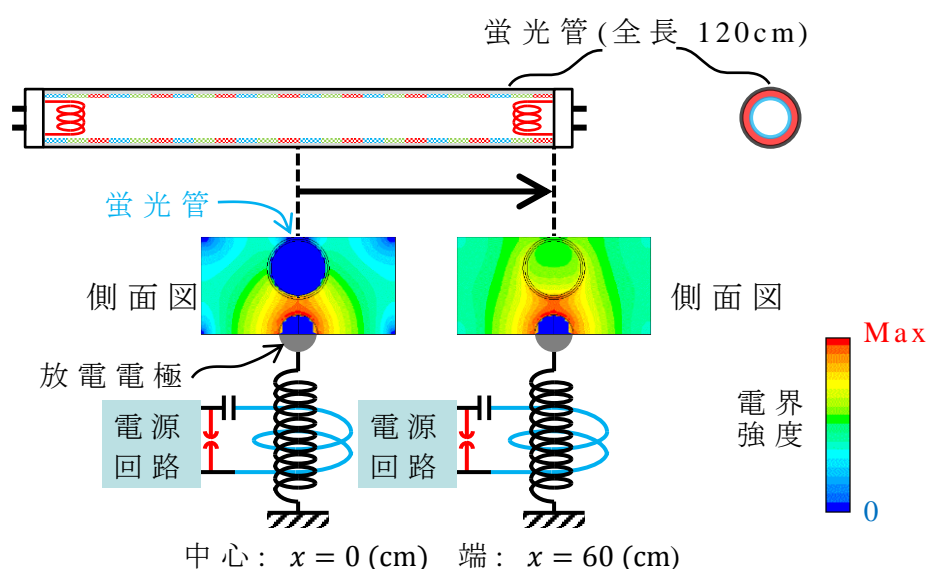 蛍光管(全長 120cm)
蛍光管
側面図
側面図
放電電極
Max
電界
強度
0
電源
回路
電源
回路
中心: x = 0 (cm)
端: x = 60 (cm)